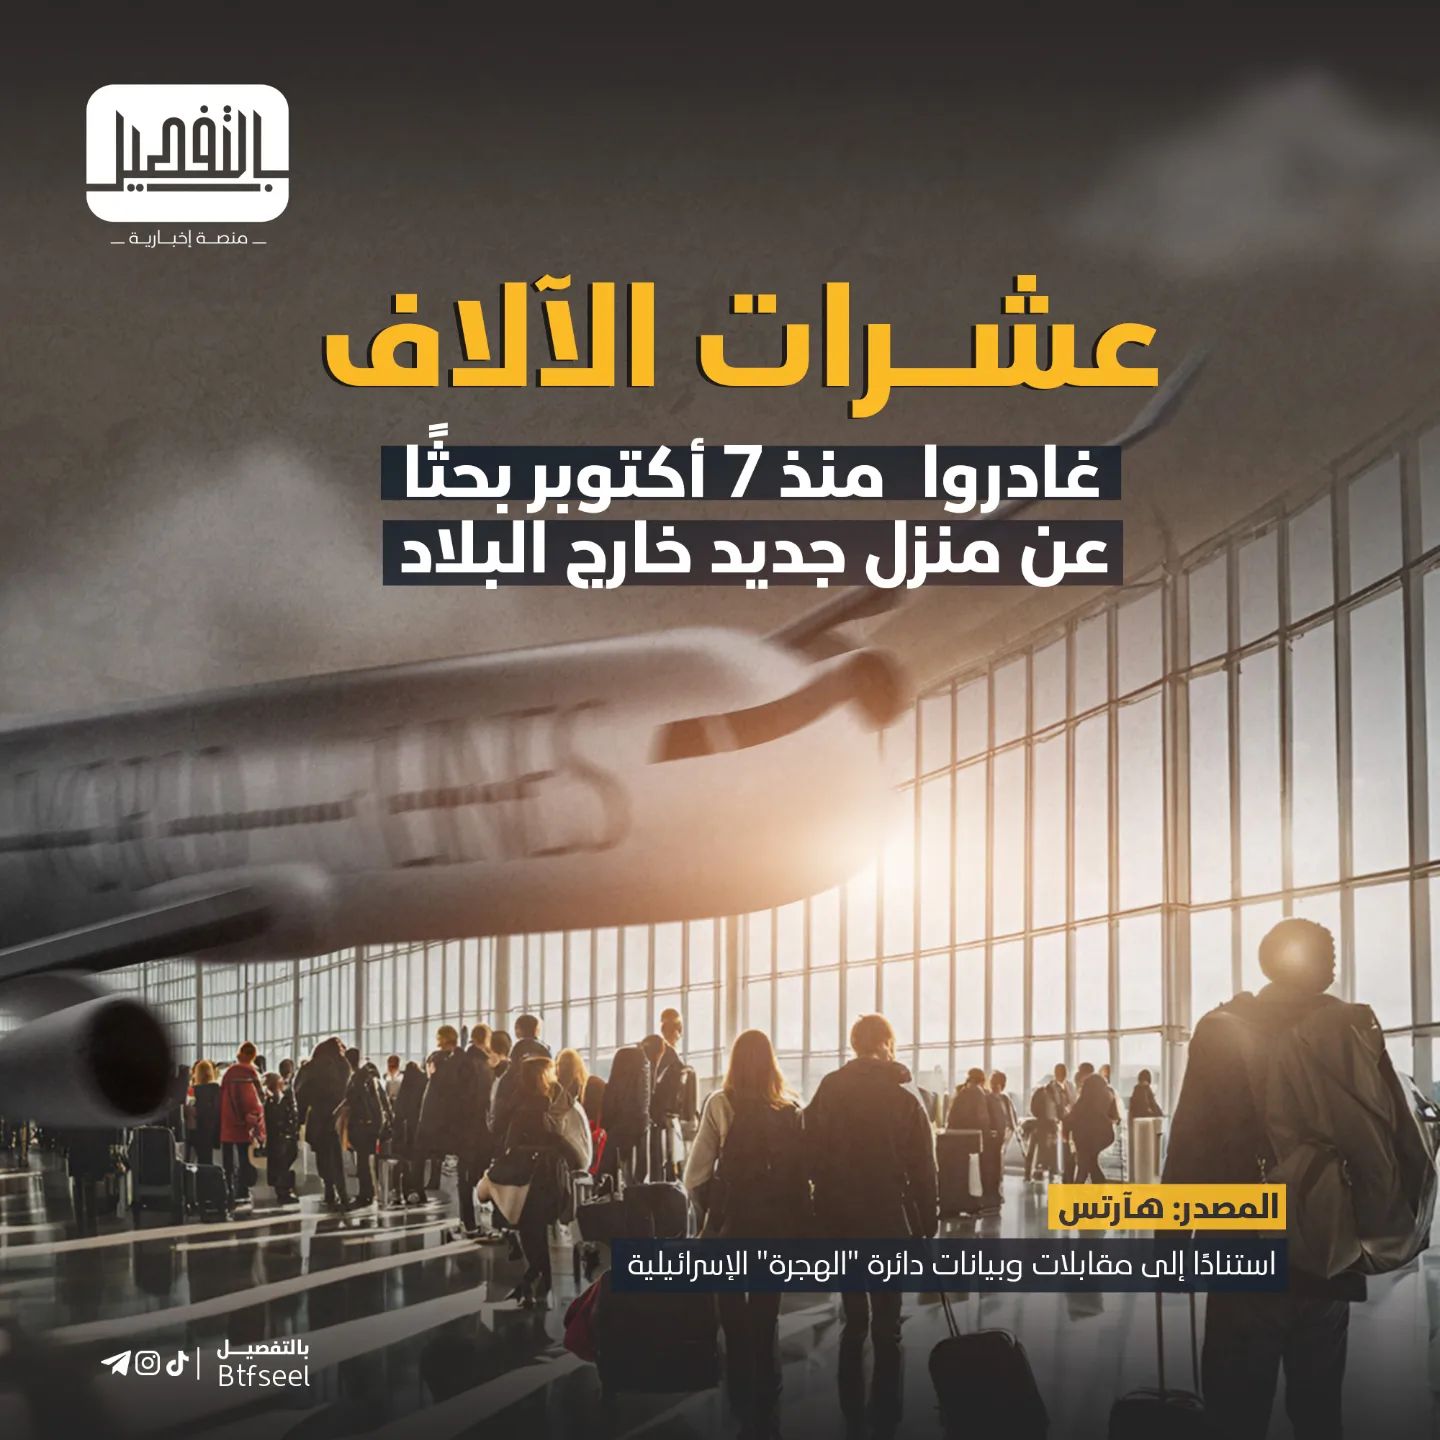 بالتفصيل
منصة إخبارية
عشرات الآلاف
غادروا منذ 7 أكتوبر بحثًا
عن منزل جديد خارج البلاد
المصدر: هآرتس
استنادًا إلى مقابلات وبيانات دائرة "الهجرة" الإسرائيلية
بالتفصيل
Btfseel